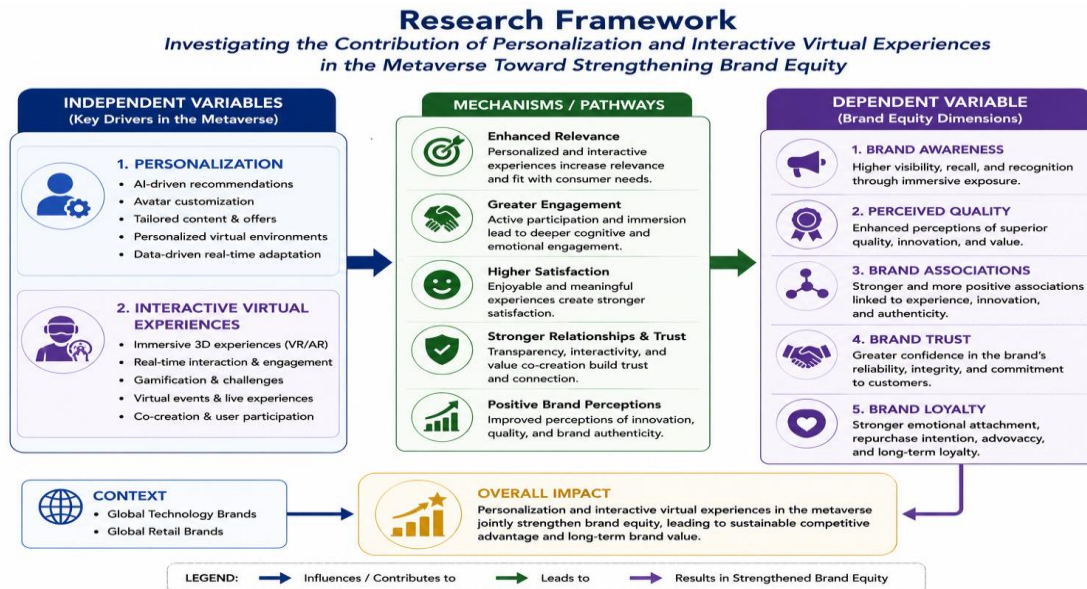 Research Framework
Investigating the Contribution of Personalization and Interactive Virtual Experiences
in the Metaverse Toward Strengthening Brand Equity
INDEPENDENT VARIABLES
(Key Drivers in the Metaverse)
1. PERSONALIZATION
• AI-driven recommendations
• Avatar customization
• Tailored content & offers
• Personalized virtual environments
• Data-driven real-time adaptation
2. INTERACTIVE VIRTUAL
EXPERIENCES
• Immersive 3D experiences (VR/AR)
• Real-time interaction & engagement
• Gamification & challenges
• Virtual events & live experiences
• Co-creation & user participation
MECHANISMS / PATHWAYS
Enhanced Relevance
Personalized and interactive
experiences increase relevance
and fit with consumer needs.
Greater Engagement
Active participation and immersion
lead to deeper cognitive and
emotional engagement.
Higher Satisfaction
Enjoyable and meaningful
experiences create stronger
satisfaction.
Stronger Relationships & Trust
Transparency, interactivity, and
value co-creation build trust
and connection.
Positive Brand Perceptions
Improved perceptions of innovation,
quality, and brand authenticity.
DEPENDENT VARIABLE
(Brand Equity Dimensions)
1. BRAND AWARENESS
Higher visibility, recall, and recognition
through immersive exposure.
2. PERCEIVED QUALITY
Enhanced perceptions of superior
quality, innovation, and value.
3. BRAND ASSOCIATIONS
Stronger and more positive associations
linked to experience, innovation,
and authenticity.
4. BRAND TRUST
Greater confidence in the brand's
reliability, integrity, and commitment
to customers.
5. BRAND LOYALTY
Stronger emotional attachment,
repurchase intention, advovaccy,
and long-term loyalty.
CONTEXT
• Global Technology Brands
• Global Retail Brands
OVERALL IMPACT
Personalization and interactive virtual experiences in the metaverse
jointly strengthen brand equity, leading to sustainable competitive
advantage and long-term brand value.
LEGEND: Influences / Contributes to Leads to Results in Strengthened Brand Equity